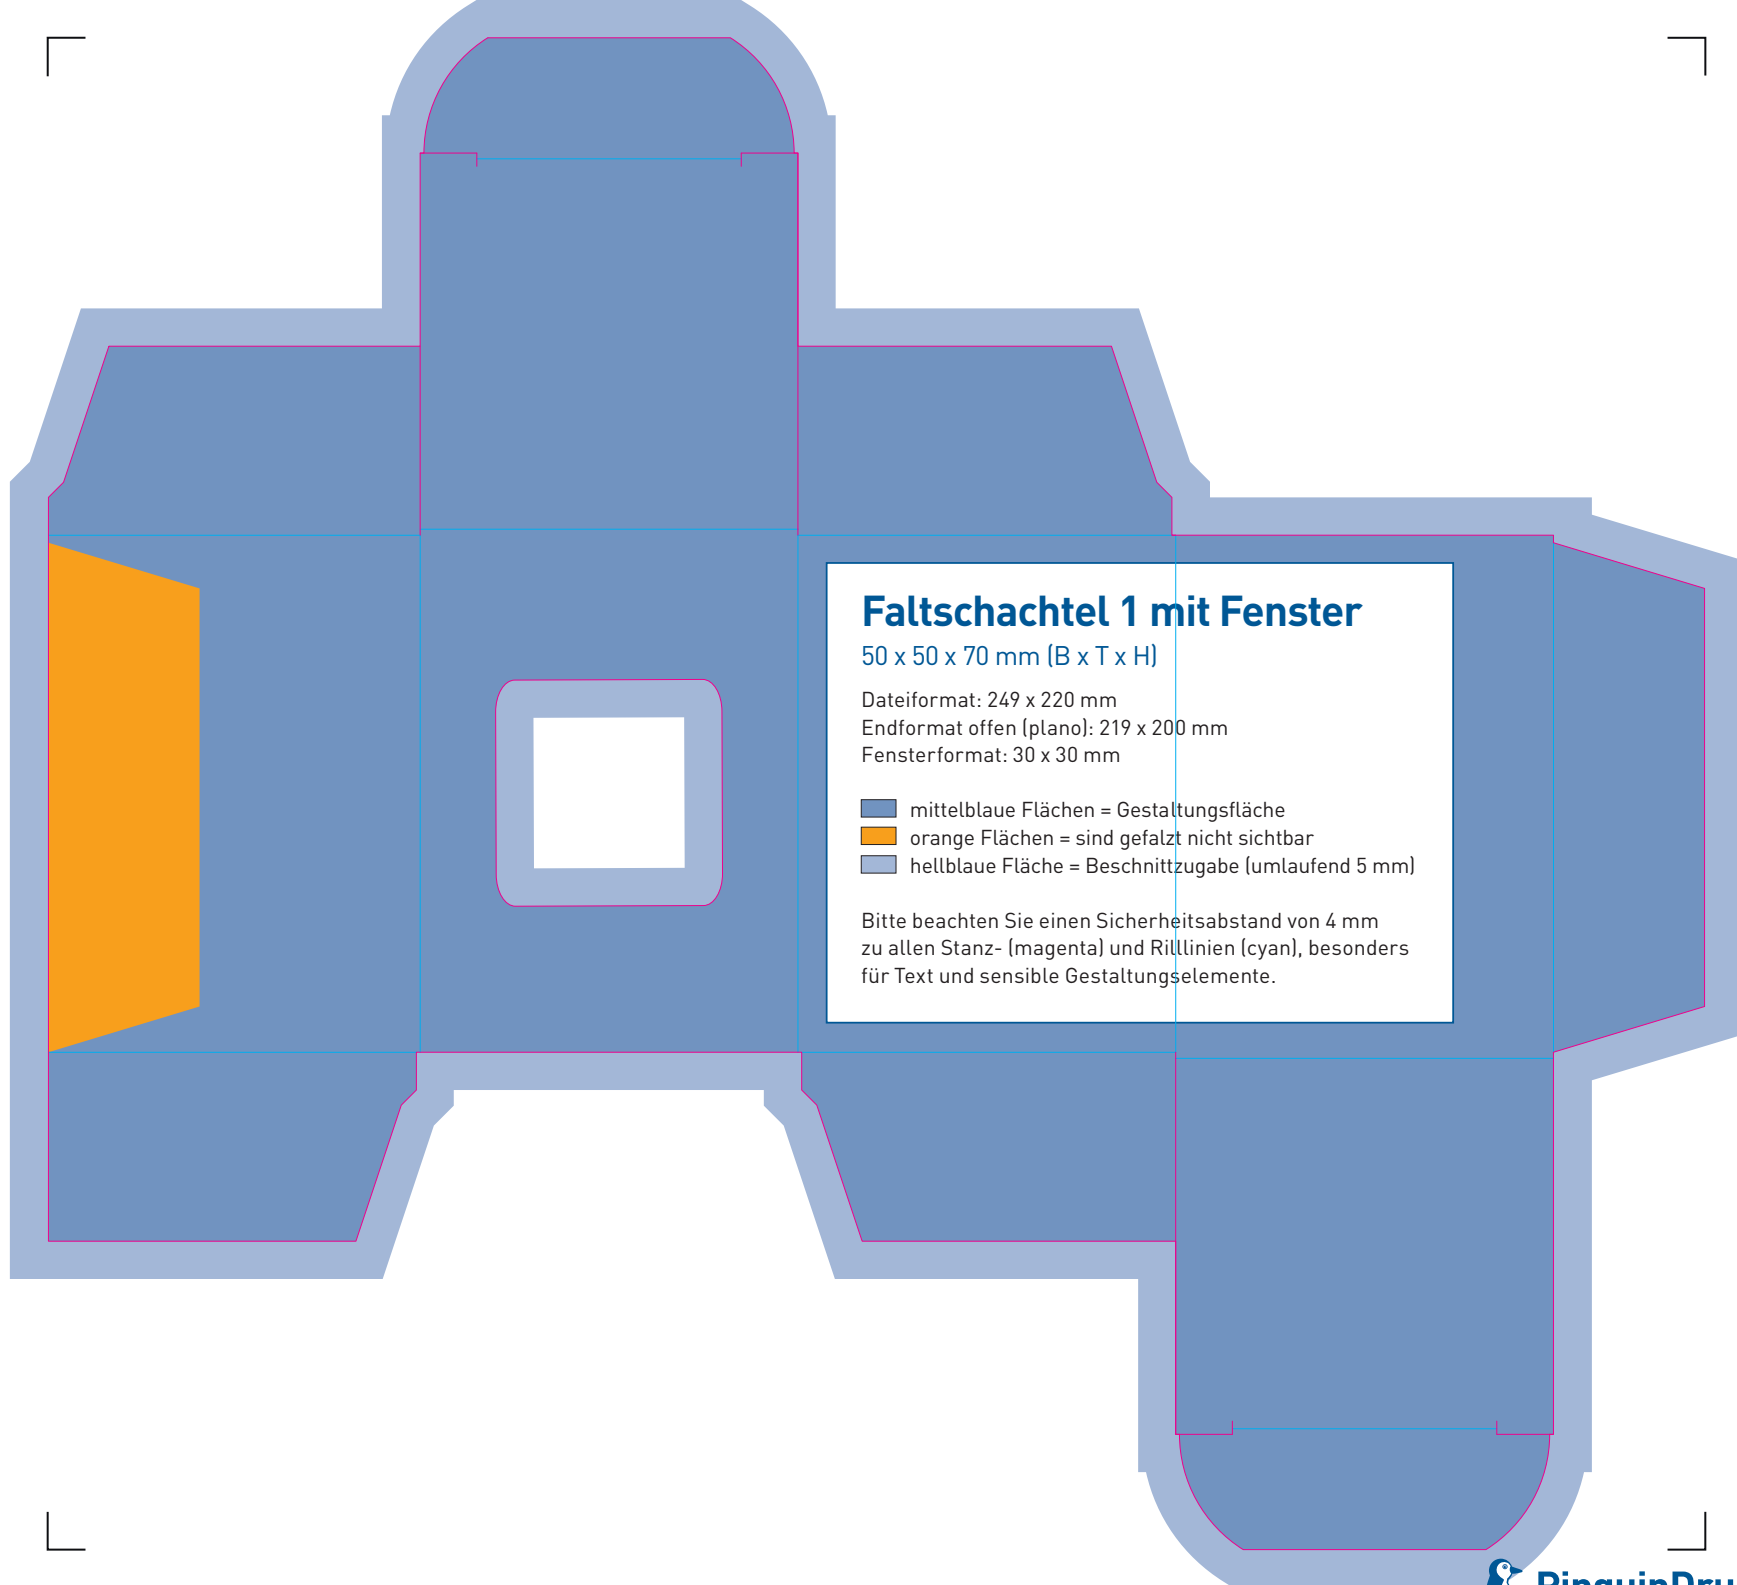 Faltschachtel 1 mit Fenster
50 x 50 x 70 mm (B x T x H)
Dateiformat: 249 x 220 mm
Endformat offen (plano): 219 x 200 mm
Fensterformat: 30 x 30 mm
mittelblaue Flächen = Gestaltungsfläche
orange Flächen = sind gefalzt nicht sichtbar
hellblaue Fläche = Beschnittzugabe (umlaufend 5 mm)
Bitte beachten Sie einen Sicherheitsabstand von 4 mm
zu allen Stanz- (magenta) und Rilllinien (cyan), besonders
für Text und sensible Gestaltungselemente.